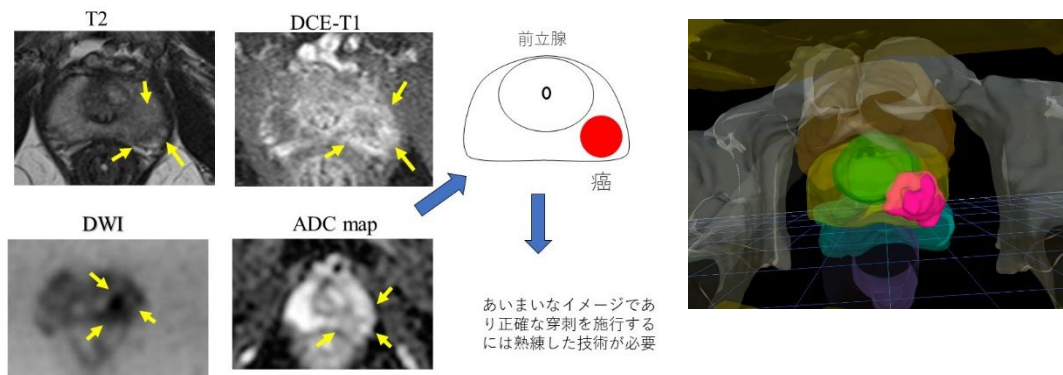 T2
DCE-T1
前立腺
癌
DWI
ADC map
あいまいなイメージであ
り正確な穿刺を施行する
には熟練した技術が必要